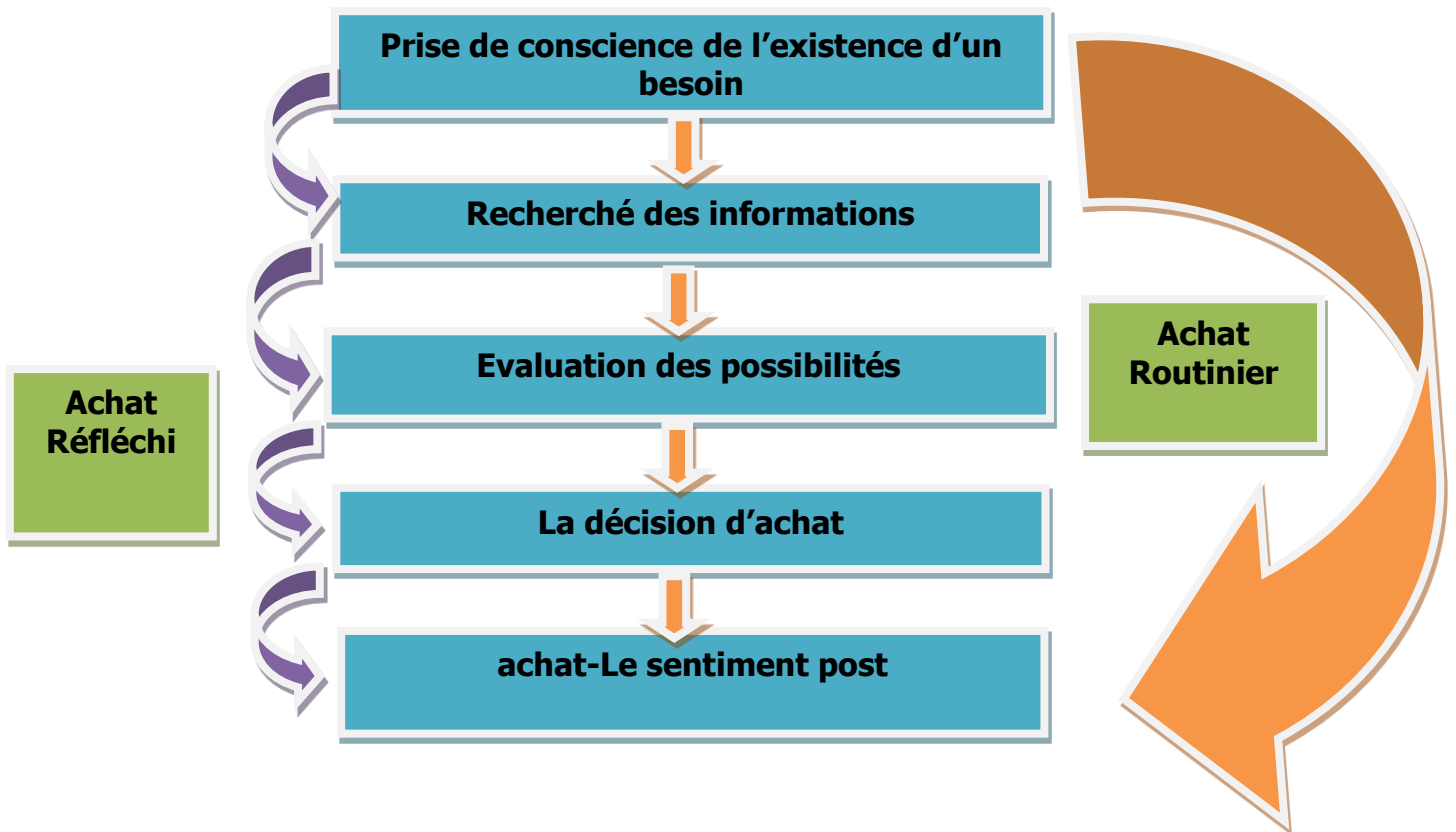 Prise de conscience de l’existence d’un
besoin
Recherché des informations
Evaluation des possibilités
Achat
Routinier
Achat
Réfléchi
La décision d’achat
achat-Le sentiment post